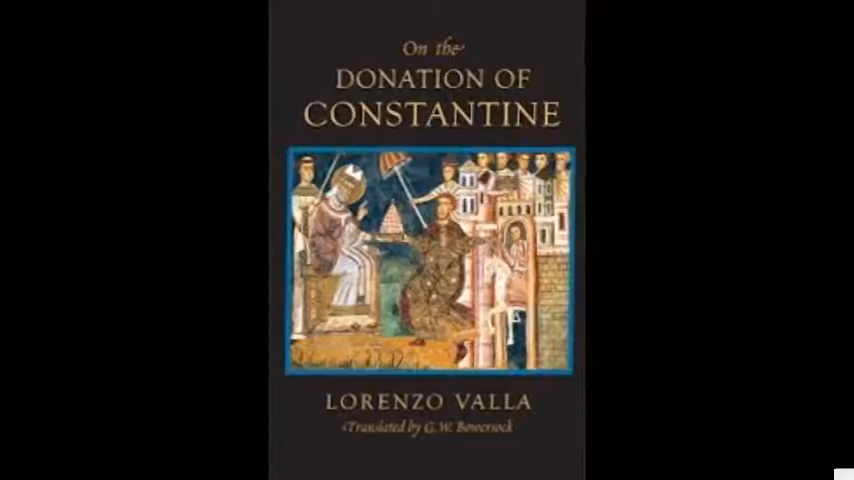 On the
DONATION OF
CONSTANTINE
LORENZO VALLA
Translated by G. W. Bowersock